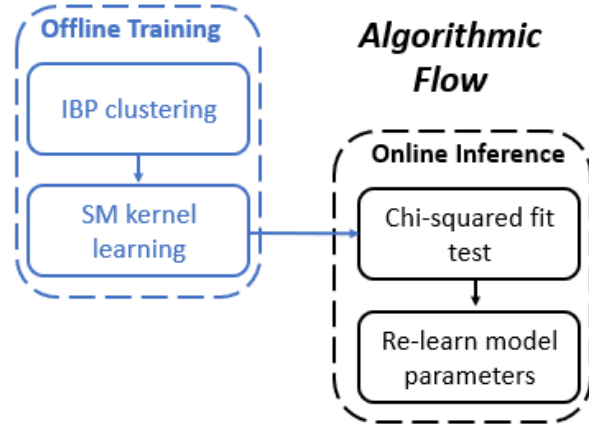 Offline Training
IBP clustering
SM kernel
learning
Algorithmic
Flow
Online Inference
Chi-squared fit
test
Re-learn model
parameters